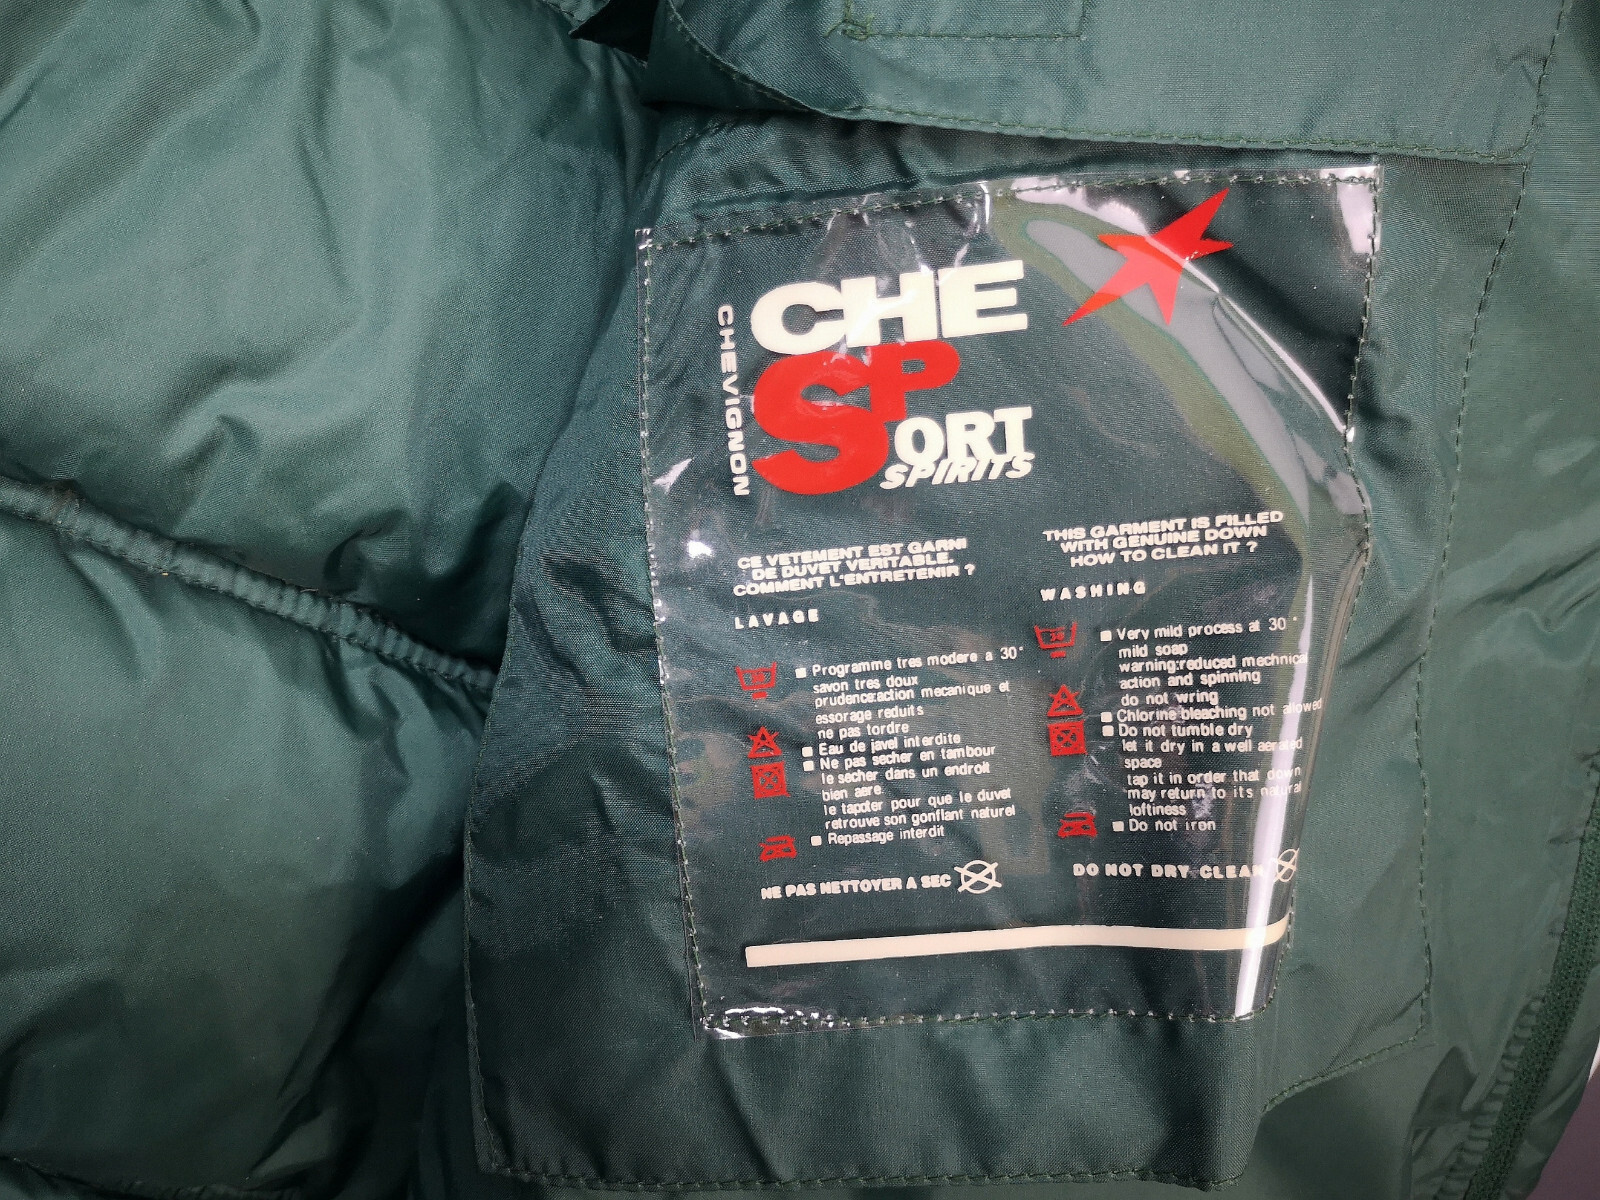 CHEVIGNON
CHE
SPORT
SPIRITS
CE VETEMENT EST GARNI
DE DUVET VERITABLE.
COMMENT L'ENTRETENIR ?
LAVAGE
30
Programme tres modere a 30°
savon tres doux
prudence:action mecanique et
essorage reduits
ne pas tordre
Eau de javel interdite
Ne pas secher en tambour
le secher dans un endroit
bien aere
le tapoter pour que le duvet
retrouve son gonflant naturel
Repassage interdit
NE PAS NETTOYER A SEC
THIS GARMENT IS FILLED
WITH GENUINE DOWN
HOW TO CLEAN IT ?
WASHING
30
Very mild process at 30°
mild soap
warning:reduced mechnical
action and spinning
do not wring
Chlorine bleaching not allowed
Do not tumble dry
let it dry in a well aerated
space
tap it in order that down
may return to its natural
loftiness
Do not iron
DO NOT DRY CLEAN